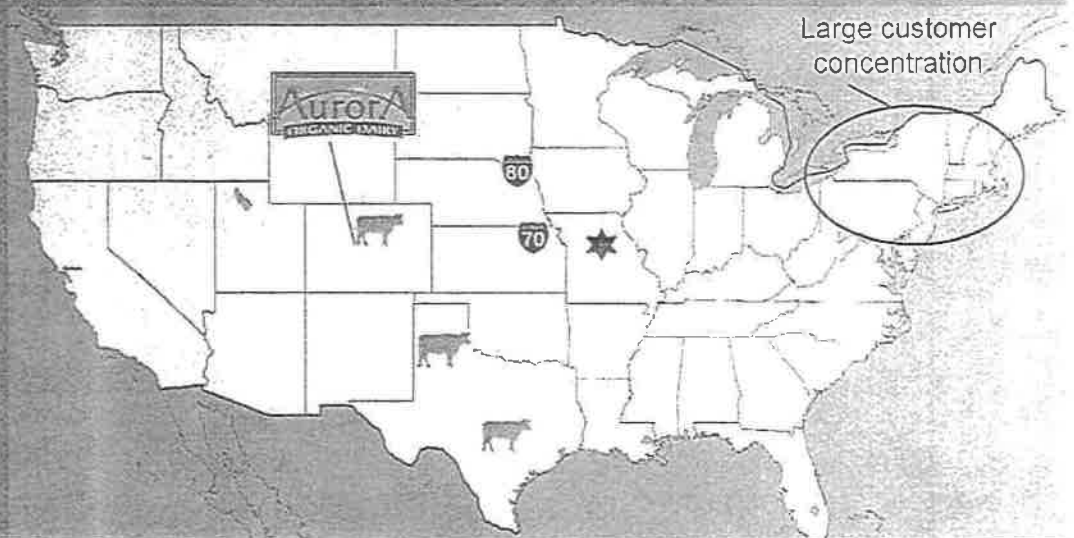 Large customer
concentration
AurorA
ORGANIC DAIRY
80
70